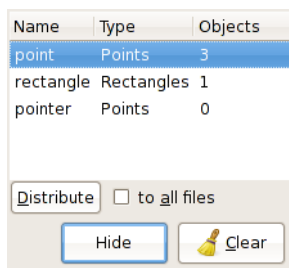 Name Type Objects
point Points 3
rectangle Rectangles 1
pointer Points 0
Distribute to all files
Hide Clear